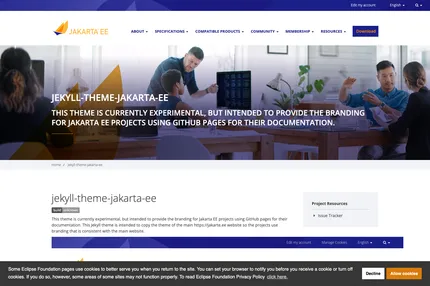 Edit my account English
JAKARTA EE
ABOUT SPECIFICATIONS COMPATIBLE PRODUCTS COMMUNITY MEMBERSHIP RESOURCES Download
JEKYLL-THEME-JAKARTA-EE
THIS THEME IS CURRENTLY EXPERIMENTAL, BUT INTENDED TO PROVIDE THE BRANDING
FOR JAKARTA EE PROJECTS USING GITHUB PAGES FOR THEIR DOCUMENTATION.
Home / Jekyll-theme-jakarta-ee
jekyll-theme-jakarta-ee
Project Resources
Issue Tracker
This theme is currently experimental, but intended to provide the branding for Jakarta EE projects using GitHub pages for their
documentation. This Jekyll theme is intended to copy the theme of the main https://jakarta.ee website so the projects use
branding that is consistent with the main website.
Edit my account Manage Cookies English
Some Eclipse Foundation pages use cookies to better serve you when you return to the site. You can set your browser to notify you before you receive a cookie or turn off
cookies. If you do so, however, some areas of some sites may not function properly. To read Eclipse Foundation Privacy Policy click here.
Decline Allow cookies